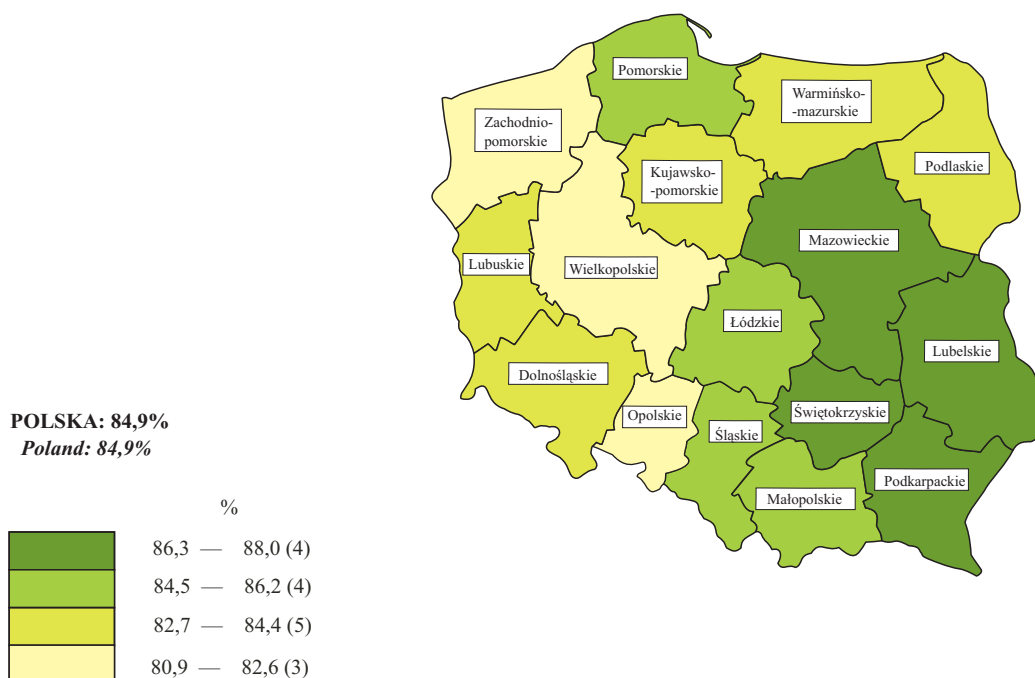 Pomorskie
Warmińsko-
-mazurskie
Zachodnio-
pomorskie
Kujawsko-
-pomorskie
Podlaskie
Mazowieckie
Lubuskie
Wielkopolskie
Łódzkie
Lubelskie
Dolnośląskie
Opolskie
Świętokrzyskie
Śląskie
Podkarpackie
Małopolskie
POLSKA: 84,9%
Poland: 84,9%
%
86,3 — 88,0 (4)
84,5 — 86,2 (4)
82,7 — 84,4 (5)
80,9 — 82,6 (3)